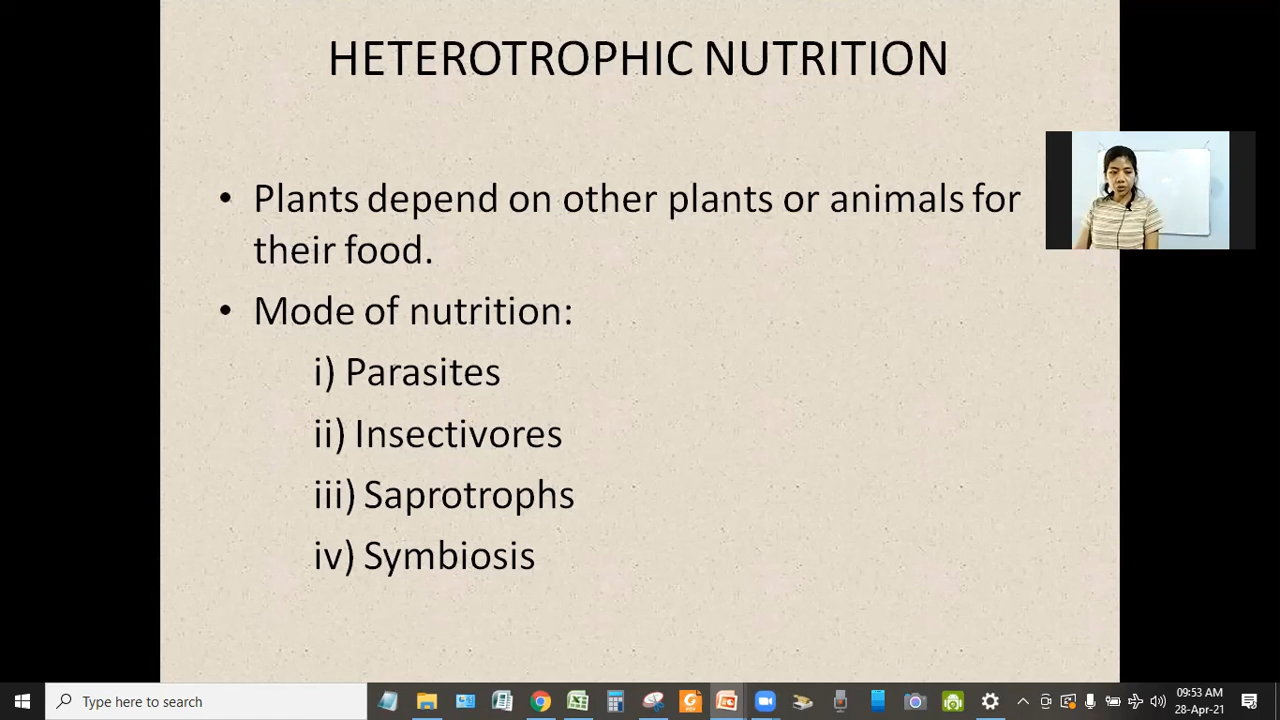 HETEROTROPHIC NUTRITION
• Plants depend on other plants or animals for
their food.
• Mode of nutrition:
i) Parasites
ii) Insectivores
iii) Saprotrophs
iv) Symbiosis
Type here to search
09:53 AM
28-Apr-21